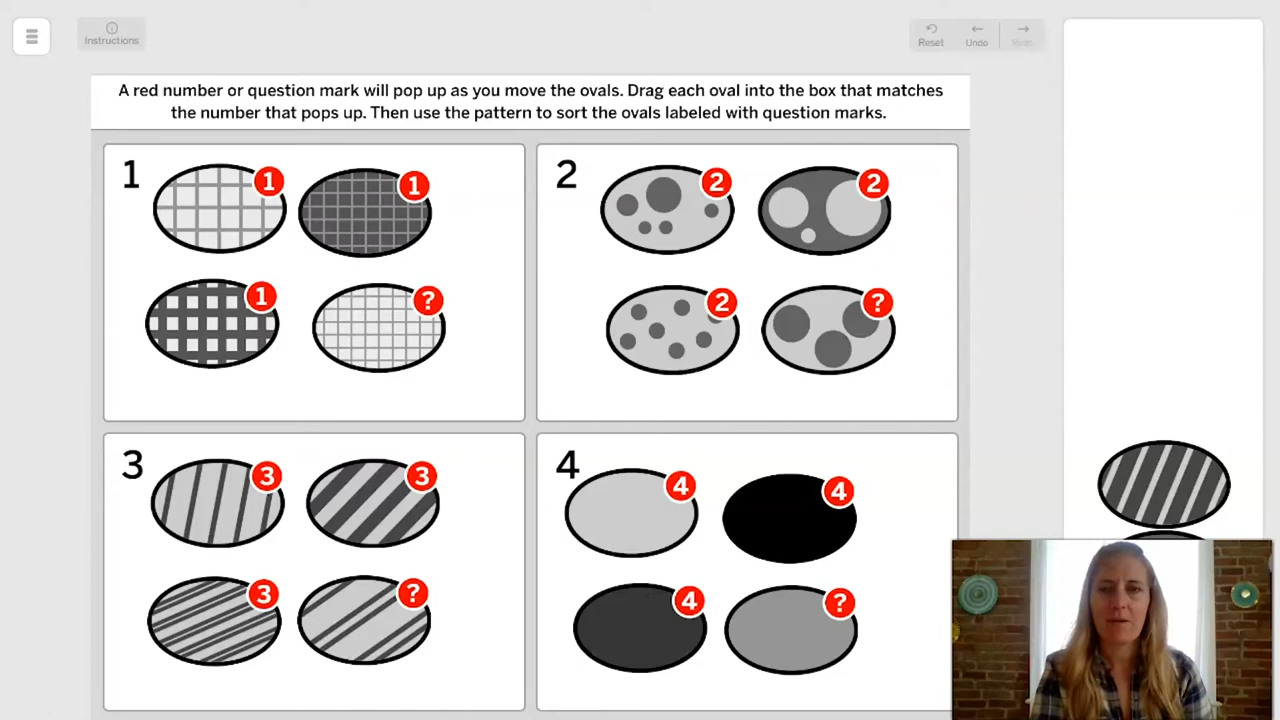 Instructions
Reset
Undo
Redo
A red number or question mark will pop up as you move the ovals. Drag each oval into the box that matches
the number that pops up. Then use the pattern to sort the ovals labeled with question marks.
1 1 1
1 ?
2 2 2
2 ?
3 3 3
3 ?
4 4 4
4 ?